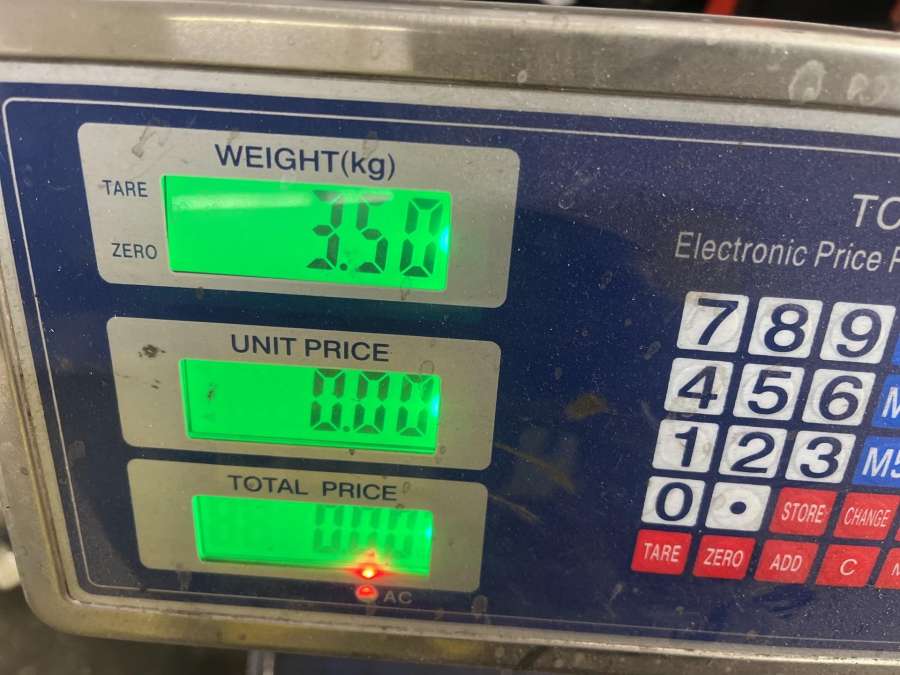 WEIGHT(kg)
TARE
3.50
ZERO
UNIT PRICE
0.00
TOTAL PRICE
0.00
AC
Electronic Price
7 8 9
4 5 6
1 2 3
0 .
STORE CHANGE
TARE ZERO ADD C